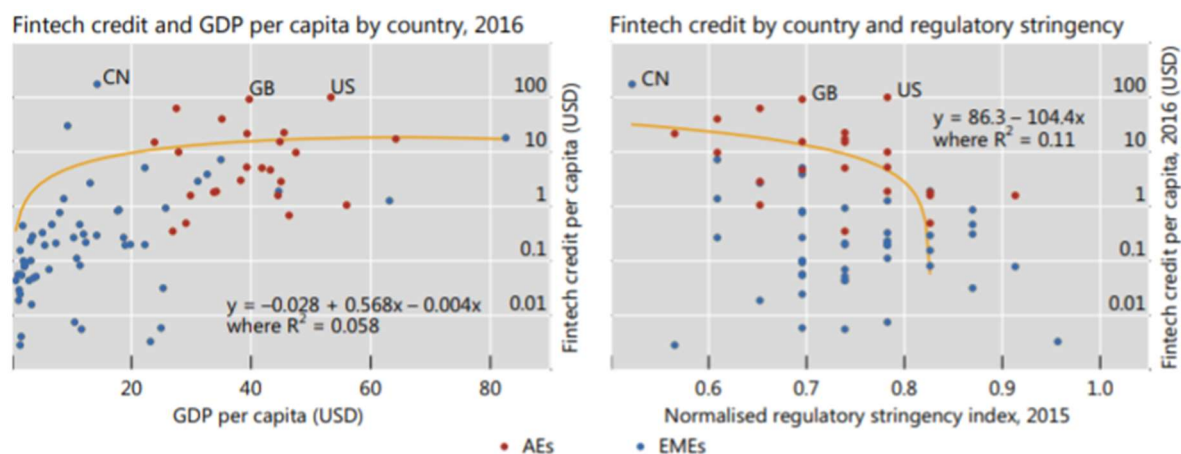 Fintech credit and GDP per capita by country, 2016
CN
GB
US
100
10
1
0.1
0.01
y = –0.028 + 0.568x – 0.004x
where R² = 0.058
20
40
60
80
GDP per capita (USD)
Fintech credit per capita (USD)
Fintech credit by country and regulatory stringency
CN
GB
US
y = 86.3 – 104.4x
where R² = 0.11
100
10
1
0.1
0.01
0.6
0.7
0.8
0.9
1.0
Normalised regulatory stringency index, 2015
Fintech credit per capita, 2016 (USD)
AEs
EMEs